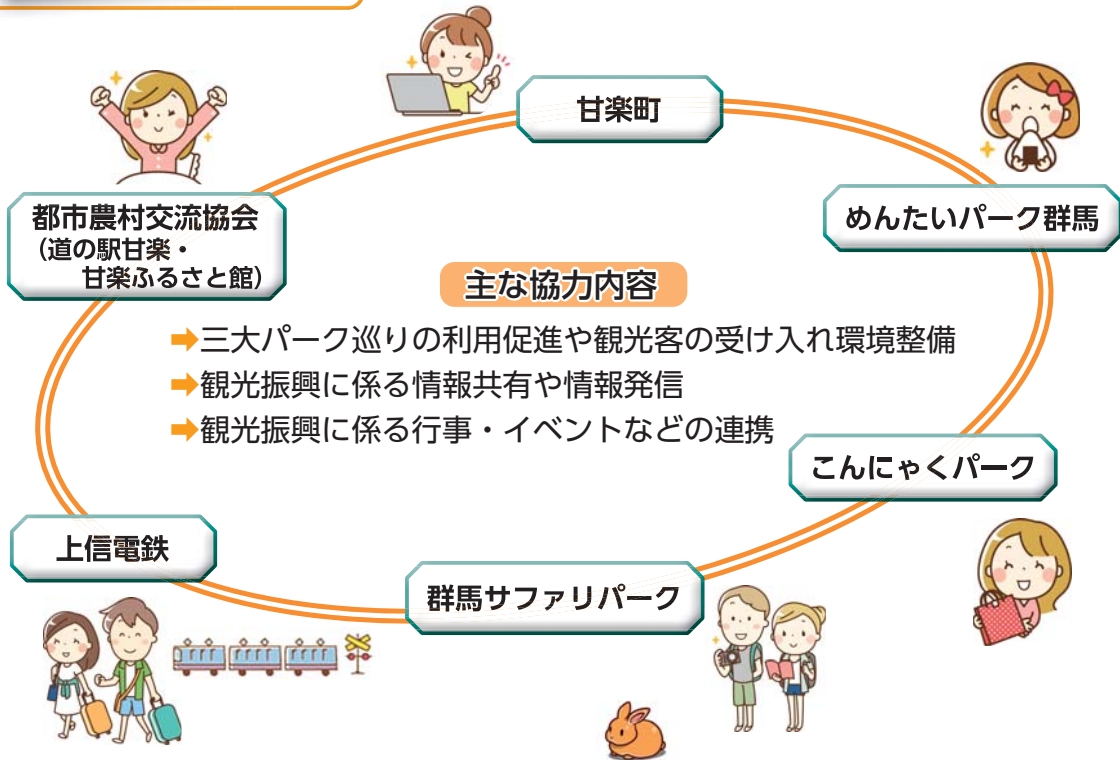 甘楽町
都市農村交流協会
(道の駅甘楽・
甘楽ふるさと館)
めんたいパーク群馬
主な協力内容
➡三大パーク巡りの利用促進や観光客の受け入れ環境整備
➡観光振興に係る情報共有や情報発信
➡観光振興に係る行事・イベントなどの連携
こんにゃくパーク
上信電鉄
群馬サファリパーク